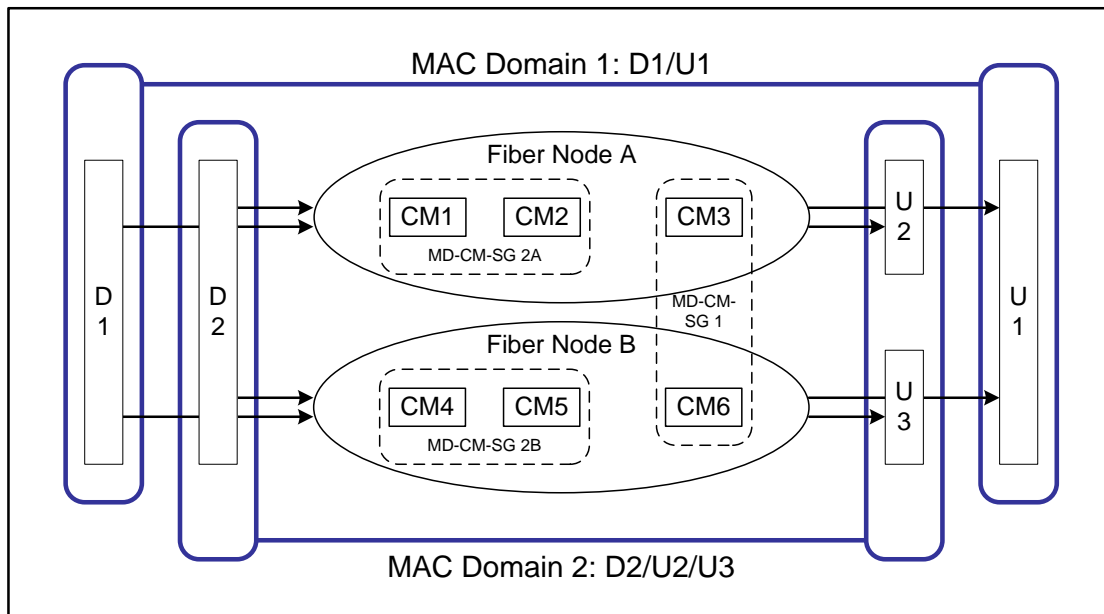 MAC Domain 1: D1/U1
Fiber Node A
CM1
CM2
CM3
MD-CM-SG 2A
U
2
D
1
D
2
MD-CM-
SG 1
U
1
Fiber Node B
CM4
CM5
CM6
MD-CM-SG 2B
U
3
MAC Domain 2: D2/U2/U3